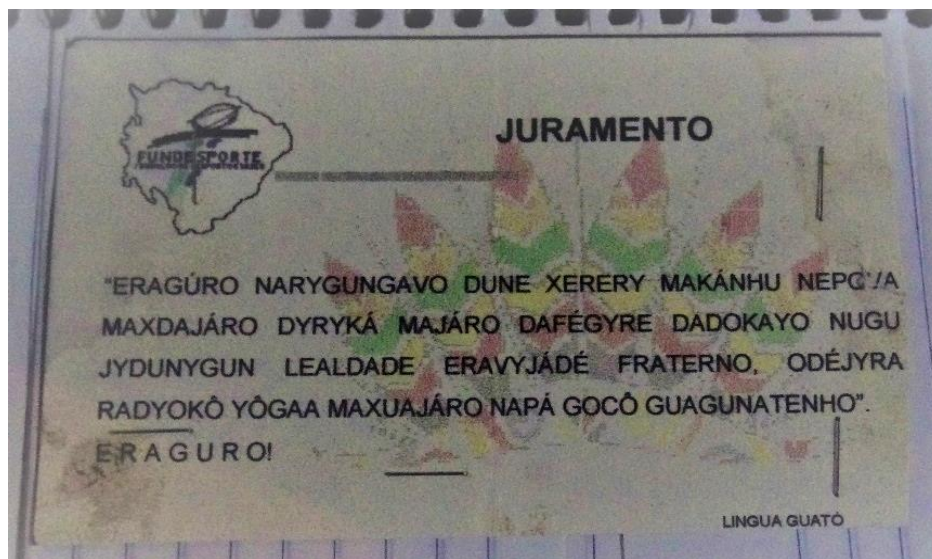 FUNDESPORTE
JURAMENTO
"ERAGÚRO NARYGUNGAVO DUNE XERERY MAKÁNHU
MAXDAJÁRO DYRYKÁ MAJÁRO DAFÉGYRE DADOKAYO NUGU
JYDUNYGUN LEALDADE ERAVYJÁDÉ FRATERNO, ODÉJYRA
RADYOKÔ YÔGAA MAXUAJÁRO NAPÁ GOCÔ GUAGUNATENHO".
E R A G U R O!
LINGUA GUATÓ